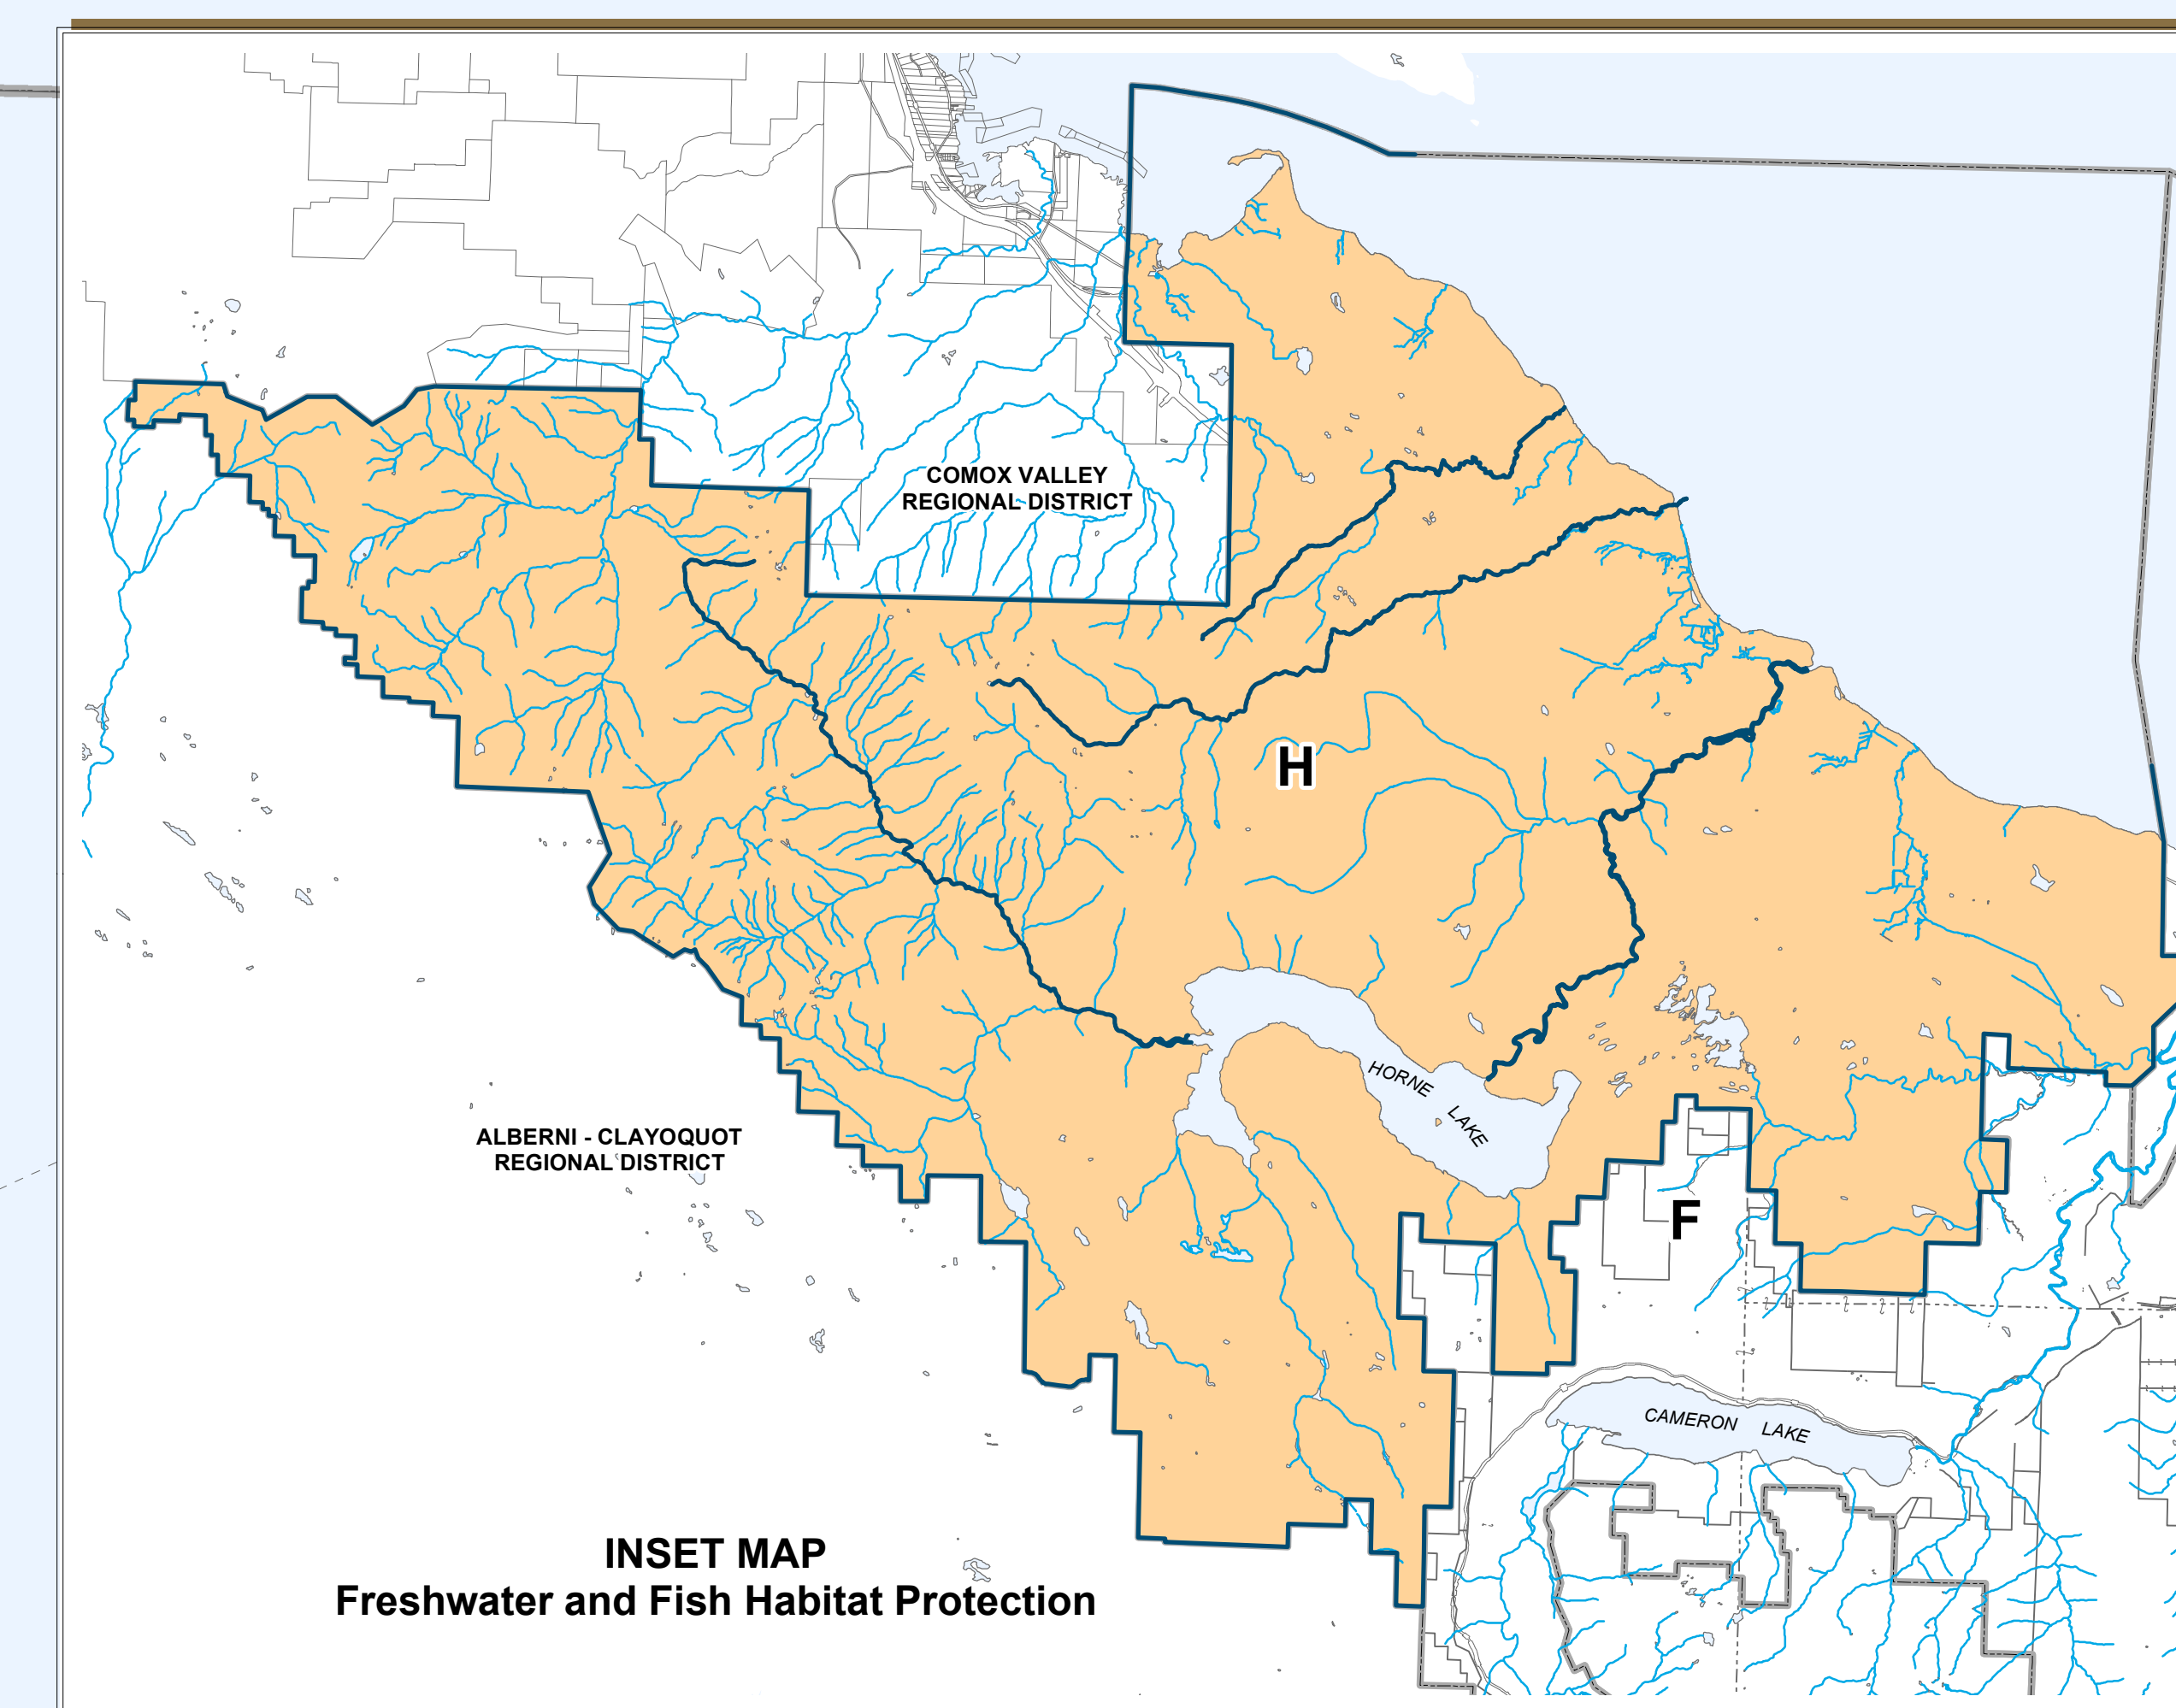 COMOX VALLEY
REGIONAL DISTRICT
H
HORNE
LAKE
ALBERNI - CLAYOQUOT
REGIONAL DISTRICT
F
CAMERON LAKE
INSET MAP
Freshwater and Fish Habitat Protection